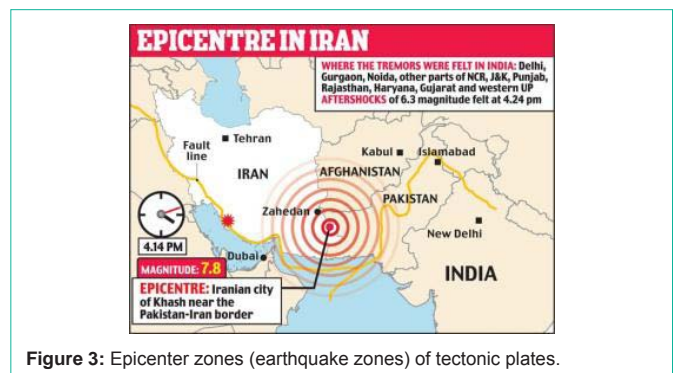 EPICENTRE IN IRAN
WHERE THE TREMORS WERE FELT IN INDIA: Delhi,
Gurgaon, Noida, other parts of NCR, J&K, Punjab,
Rajasthan, Haryana, Gujarat and western UP
AFTERSHOCKS of 6.3 magnitude felt at 4.24 pm
Tehran
Fault
line
IRAN
Kabul
Islamabad
AFGHANISTAN
PAKISTAN
Zahedan
New Delhi
4.14 PM
Dubai
INDIA
MAGNITUDE: 7.8
EPICENTRE: Iranian city
of Khash near the
Pakistan-Iran border
Figure 3: Epicenter zones (earthquake zones) of tectonic plates.